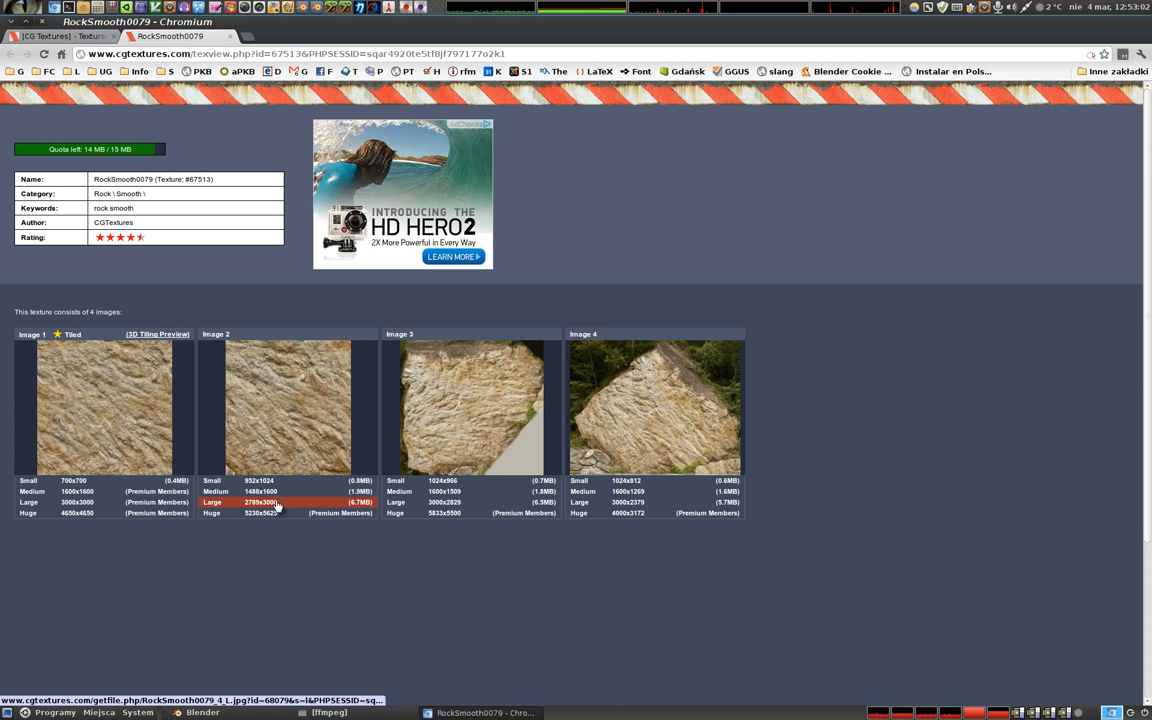 2 °C nie 4 mar, 12:53:02
RockSmooth0079 - Chromium
[CG Textures] - Texture
RockSmooth0079
www.cgtextures.com/texview.php?id=67513&PHPSESSID=sqar4920te5tf8jf797177o2k1
G FC L UG Info S PKB aPKB D G F T P PT H rfm K S1 The LaTeX Font Gdańsk GGUS slang Blender Cookie ... Instalar en Pols... Inne zakładki
AdChoices
Quota left: 14 MB / 15 MB
Name: RockSmooth0079 (Texture: #67513)
Category: Rock \ Smooth \
Keywords: rock smooth
Author: CGTextures
Rating:
INTRODUCING THE
HD HERO2
2X More Powerful in Every Way
LEARN MORE
This texture consists of 4 images:
Image 1 Tiled (3D Tiling Preview) Image 2 Image 3 Image 4
Small 700x700 (0.4MB) Small 952x1024 (0.8MB) Small 1024x966 (0.7MB) Small 1024x812 (0.6MB)
Medium 1600x1600 (Premium Members) Medium 1488x1600 (1.9MB) Medium 1600x1509 (1.8MB) Medium 1600x1269 (1.6MB)
Large 3000x3000 (Premium Members) Large 2789x3000 (6.7MB) Large 3000x2829 (6.5MB) Large 3000x2379 (5.7MB)
Huge 4650x4650 (Premium Members) Huge 5230x5625 (Premium Members) Huge 5833x5500 (Premium Members) Huge 4000x3172 (Premium Members)
www.cgtextures.com/getfile.php/RockSmooth0079_4_L.jpg?id=68079&s=l&PHPSESSID=sq...
Programy Miejsca System Blender [ffmpeg] RockSmooth0079 - Chro...